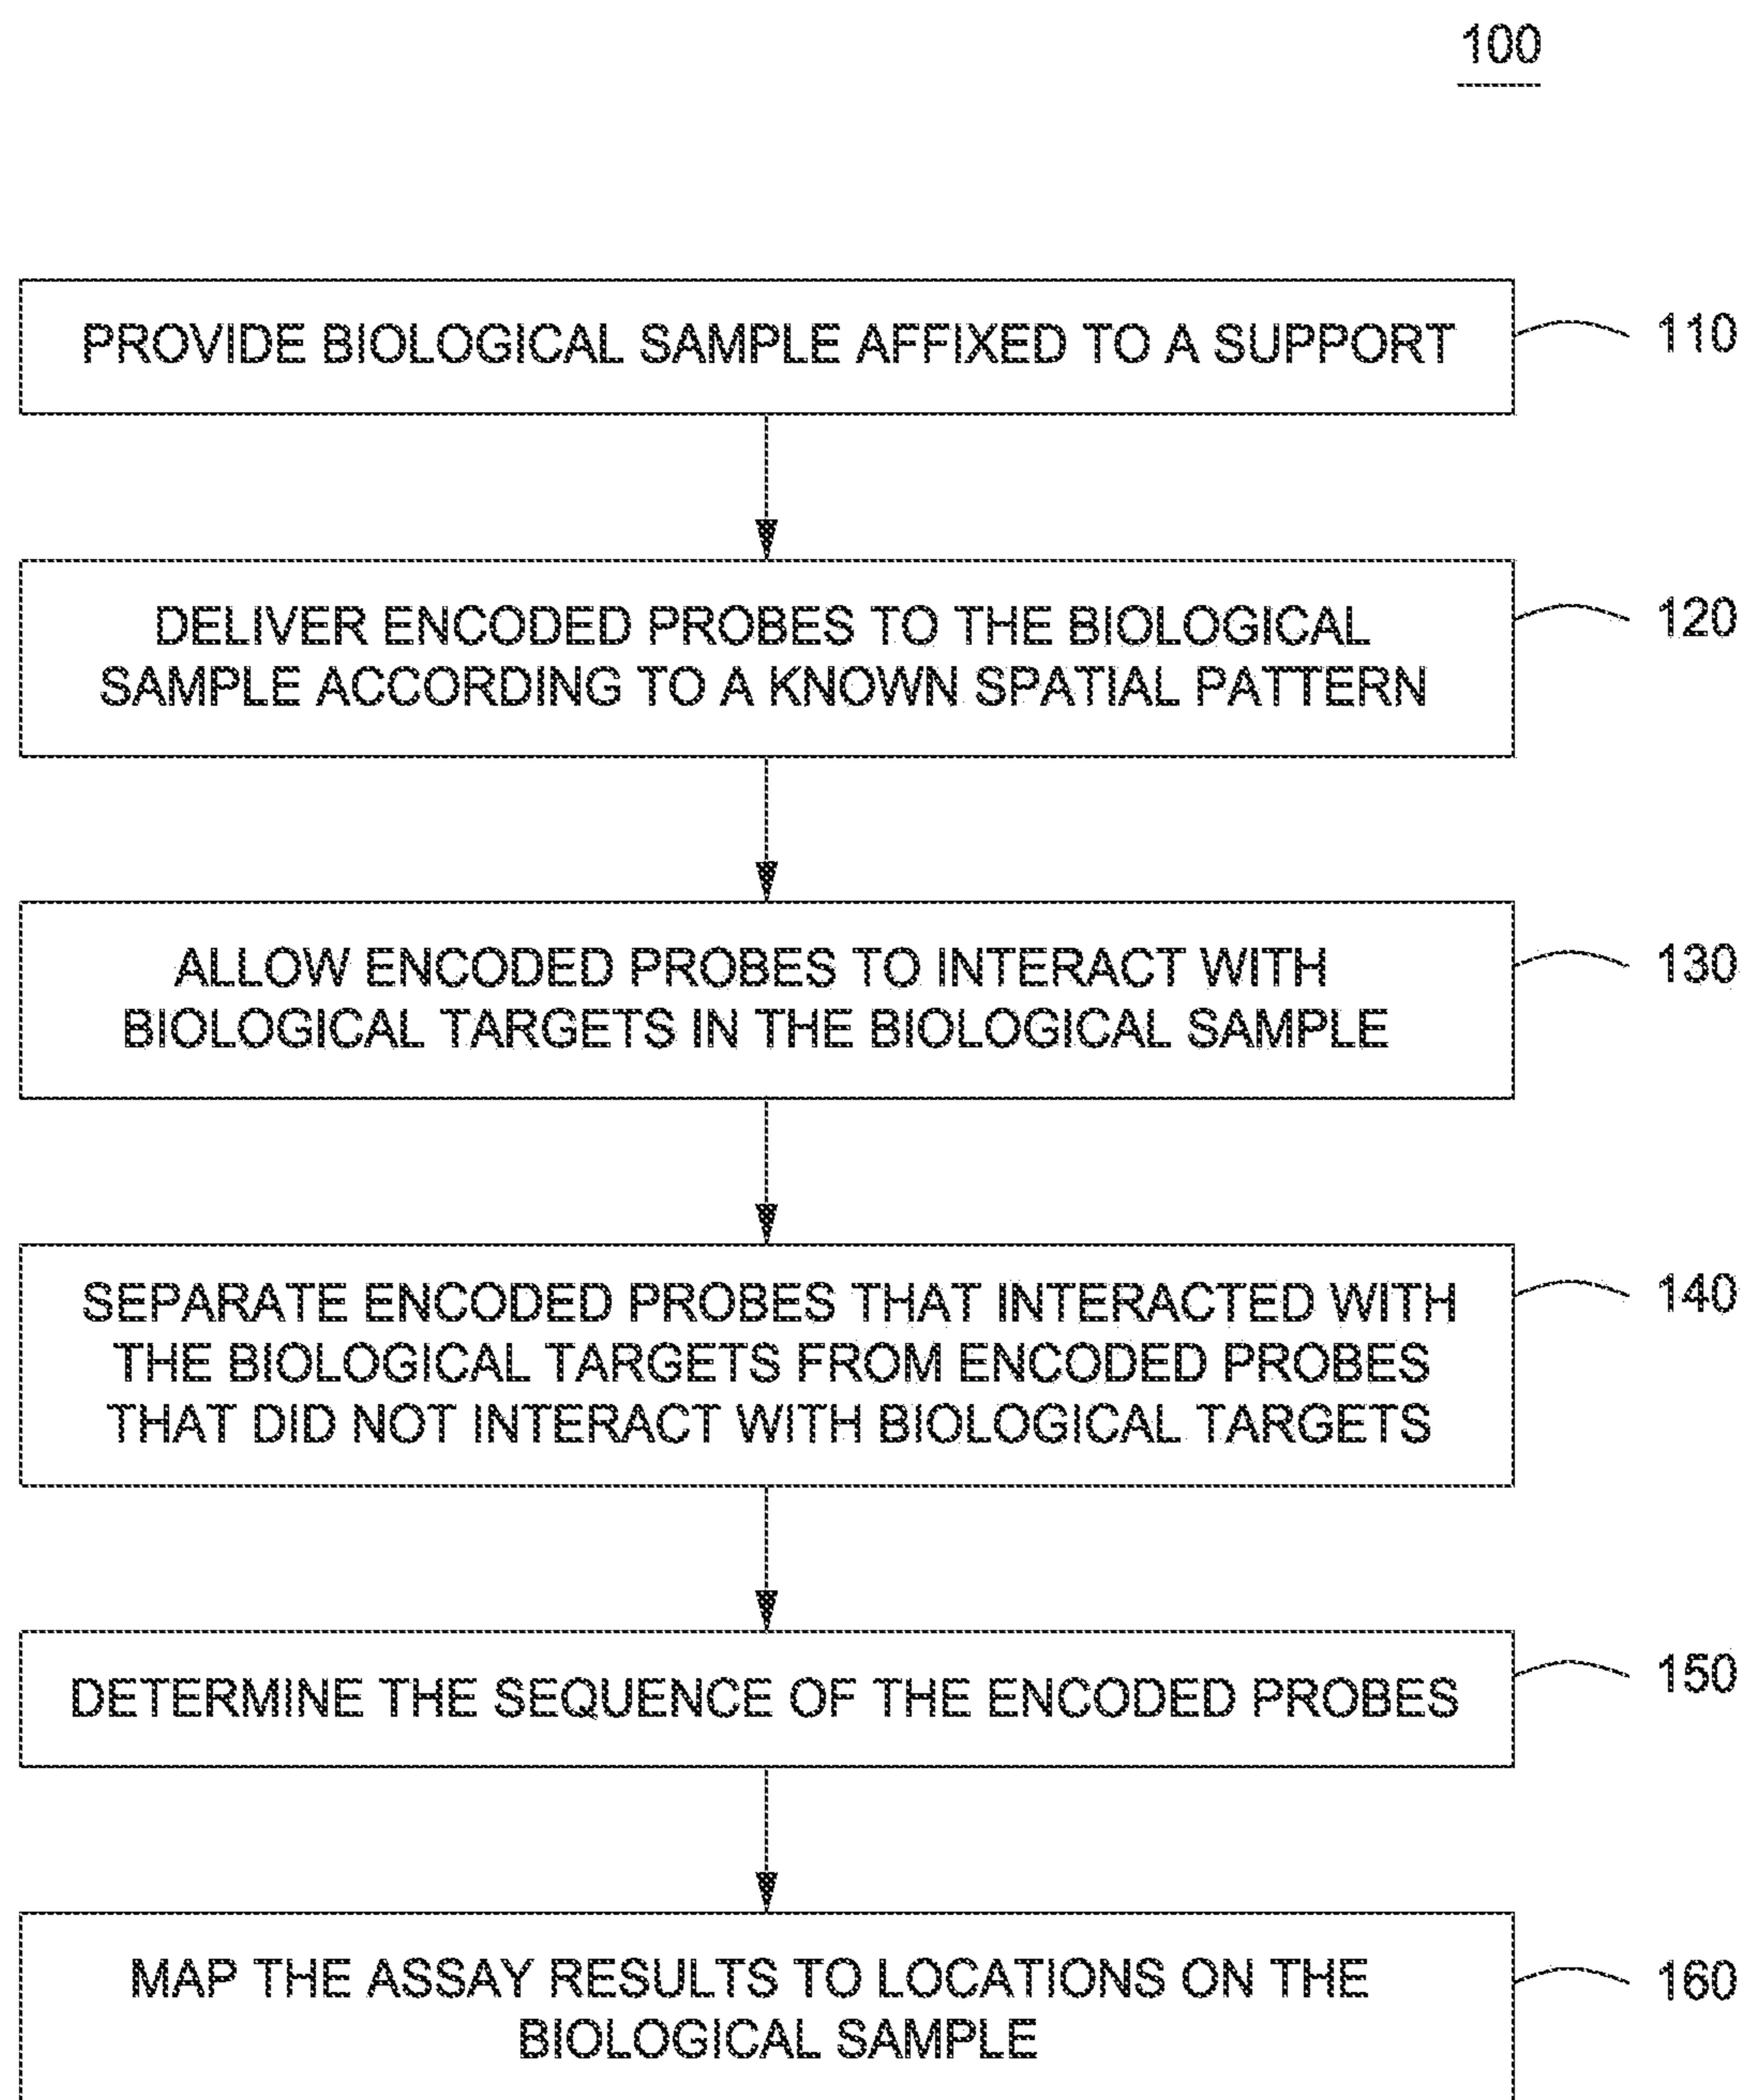 100
PROVIDE BIOLOGICAL SAMPLE AFFIXED TO A SUPPORT
110
DELIVER ENCODED PROBES TO THE BIOLOGICAL
SAMPLE ACCORDING TO A KNOWN SPATIAL PATTERN
120
ALLOW ENCODED PROBES TO INTERACT WITH
BIOLOGICAL TARGETS IN THE BIOLOGICAL SAMPLE
130
SEPARATE ENCODED PROBES THAT INTERACTED WITH
THE BIOLOGICAL TARGETS FROM ENCODED PROBES
THAT DID NOT INTERACT WITH BIOLOGICAL TARGETS
140
DETERMINE THE SEQUENCE OF THE ENCODED PROBES
150
MAP THE ASSAY RESULTS TO LOCATIONS ON THE
BIOLOGICAL SAMPLE
160